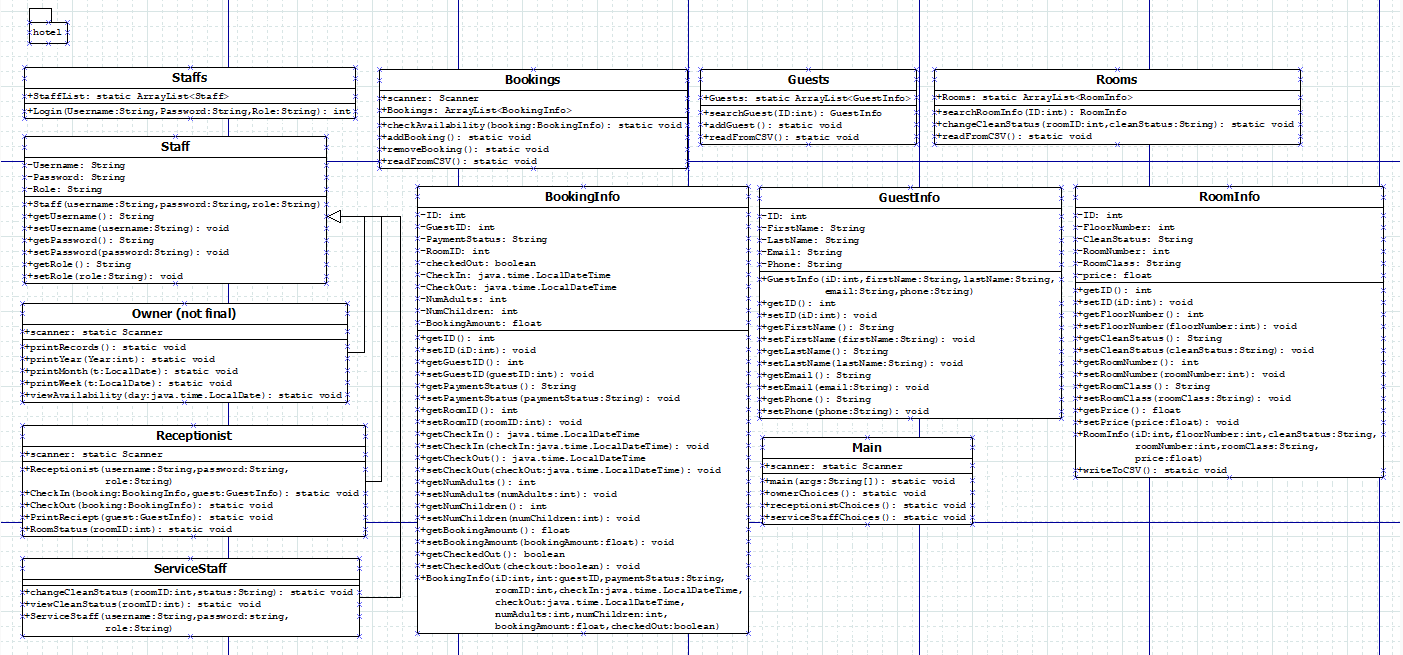 hotel
Staffs
+StaffList: static ArrayList<Staff>
+Login(Username:String,Password:String,Role:String): int
Staff
-Username: String
-Password: String
-Role: String
+Staff(username:String,password:String,role:String)
+getUsername(): String
+setUsername(username:String): void
+getPassword(): String
+setPassword(password:String): void
+getRole(): String
+setRole(role:String): void
Owner (not final)
+scanner: static Scanner
+printRecords(): static void
+printYear(Year:int): static void
+printMonth(t:LocalDate): static void
+printWeek(t:LocalDate): static void
+viewAvailability(day:java.time.LocalDate): static void
Receptionist
+scanner: static Scanner
+Receptionist(username:String,password:String,
role:String)
+CheckIn(booking:BookingInfo,guest:GuestInfo): static void
+CheckOut(booking:BookingInfo): static void
+PrintReciept(guest:GuestInfo): static void
+RoomStatus(roomID:int): static void
ServiceStaff
+changeCleanStatus(roomID:int,status:String): static void
+viewCleanStatus(roomID:int): static void
+ServiceStaff(username:String,password:string,
role:String)
Bookings
+scanner: Scanner
+Bookings: ArrayList<BookingInfo>
+checkAvailability(booking:BookingInfo): static void
+addBooking(): static void
+removeBooking(): static void
+readFromCSV(): static void
BookingInfo
-ID: int
-GuestID: int
-PaymentStatus: String
-RoomID: int
-checkedOut: boolean
-CheckIn: java.time.LocalDateTime
-CheckOut: java.time.LocalDateTime
-NumAdults: int
-NumChildren: int
-BookingAmount: float
+getID(): int
+setID(iD:int): void
+getGuestID(): int
+setGuestID(guestID:int): void
+getPaymentStatus(): String
+setPaymentStatus(paymentStatus:String): void
+getRoomID(): int
+setRoomID(roomID:int): void
+getCheckIn(): java.time.LocalDateTime
+setCheckIn(checkIn:java.time.LocalDateTime): void
+getCheckOut(): java.time.LocalDateTime
+setCheckOut(checkOut:java.time.LocalDateTime): void
+getNumAdults(): int
+setNumAdults(numAdults:int): void
+getNumChildren(): int
+setNumChildren(numChildren:int): void
+getBookingAmount(): float
+setBookingAmount(bookingAmount:float): void
+getCheckedOut(): boolean
+setCheckedOut(checkout:boolean): void
+BookingInfo(iD:int,int:guestID,paymentStatus:String,
roomID:int,checkIn:java.time.LocalDateTime,
checkOut:java.time.LocalDateTime,
numAdults:int,numChildren:int,
bookingAmount:float,checkedOut:boolean)
Guests
+Guests: static ArrayList<GuestInfo>
+searchGuest(ID:int): GuestInfo
+addGuest(): static void
+readFromCSV(): static void
GuestInfo
-ID: int
-FirstName: String
-LastName: String
-Email: String
-Phone: String
+GuestInfo(iD:int,firstName:String,lastName:String,
email:String,phone:String)
+getID(): int
+setID(iD:int): void
+getFirstName(): String
+setFirstName(firstName:String): void
+getLastName(): String
+setLastName(lastName:String): void
+getEmail(): String
+setEmail(email:String): void
+getPhone(): String
+setPhone(phone:String): void
Main
+scanner: static Scanner
+main(args:String[]): static void
+ownerChoices(): static void
+receptionistChoices(): static void
+serviceStaffChoices(): static void
Rooms
+Rooms: static ArrayList<RoomInfo>
+searchRoomInfo(ID:int): RoomInfo
+changeCleanStatus(roomID:int,cleanStatus:String): static void
+readFromCSV(): static void
RoomInfo
-ID: int
-FloorNumber: int
-CleanStatus: String
-RoomNumber: int
-RoomClass: String
-price: float
+getID(): int
+setID(iD:int): void
+getFloorNumber(): int
+setFloorNumber(floorNumber:int): void
+getCleanStatus(): String
+setCleanStatus(cleanStatus:String): void
+getRoomNumber(): int
+setRoomNumber(roomNumber:int): void
+getRoomClass(): String
+setRoomClass(roomClass:String): void
+getPrice(): float
+setPrice(price:float): void
+RoomInfo(iD:int,floorNumber:int,cleanStatus:String,
roomNumber:int,roomClass:String,
price:float)
+writeToCSV(): static void